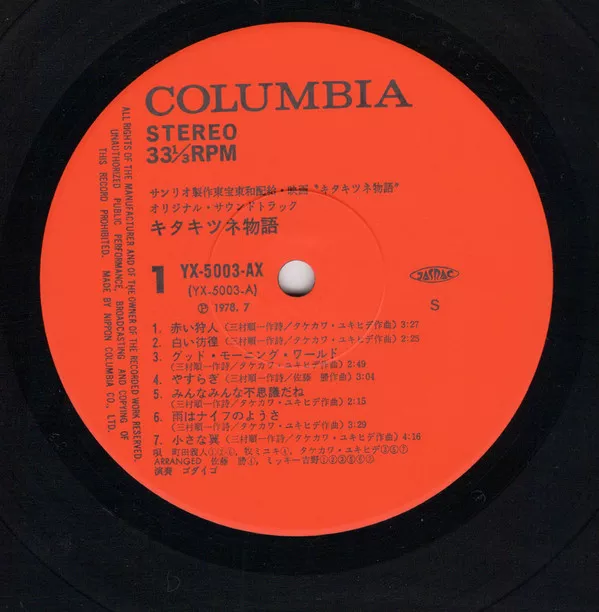 COLUMBIA
STEREO
33⅓RPM
サンリオ製作東宝東和配給・映画“キタキツネ物語”
オリジナル・サウンドトラック
キタキツネ物語
1 YX-5003-AX
(YX-5003-A)
Ⓟ 1978. 7
JASRAC
S
1. 赤い狩人(三村順一作詩/タケカワ・ユキヒデ作曲)3:27
2. 白い彷徨(三村順一作詩/タケカワ・ユキヒデ作曲)2:25
3. グッド・モーニング・ワールド
(三村順一作詩/タケカワ・ユキヒデ作曲)2:49
4. やすらぎ(三村順一作詩/佐藤 勝作曲)3:04
5. みんなみんな不思議だね
(三村順一作詩/タケカワ・ユキヒデ作曲)2:15
6. 雨はナイフのようさ
(三村順一作詩/タケカワ・ユキヒデ作曲)3:29
7. 小さな翼(三村順一作詩/タケカワ・ユキヒデ作曲)4:16
唄 町田義人 牧ミユキ④, タケカワ・ユキヒデ
ARRANGED 佐藤 勝④, ミッキー吉野
演奏 ゴダイゴ
ALL RIGHTS OF THE MANUFACTURER AND OF THE OWNER OF THE RECORDED WORK RESERVED.
UNAUTHORIZED PUBLIC PERFORMANCE, BROADCASTING AND COPYING OF
THIS RECORD PROHIBITED. MADE BY NIPPON COLUMBIA CO., LTD.